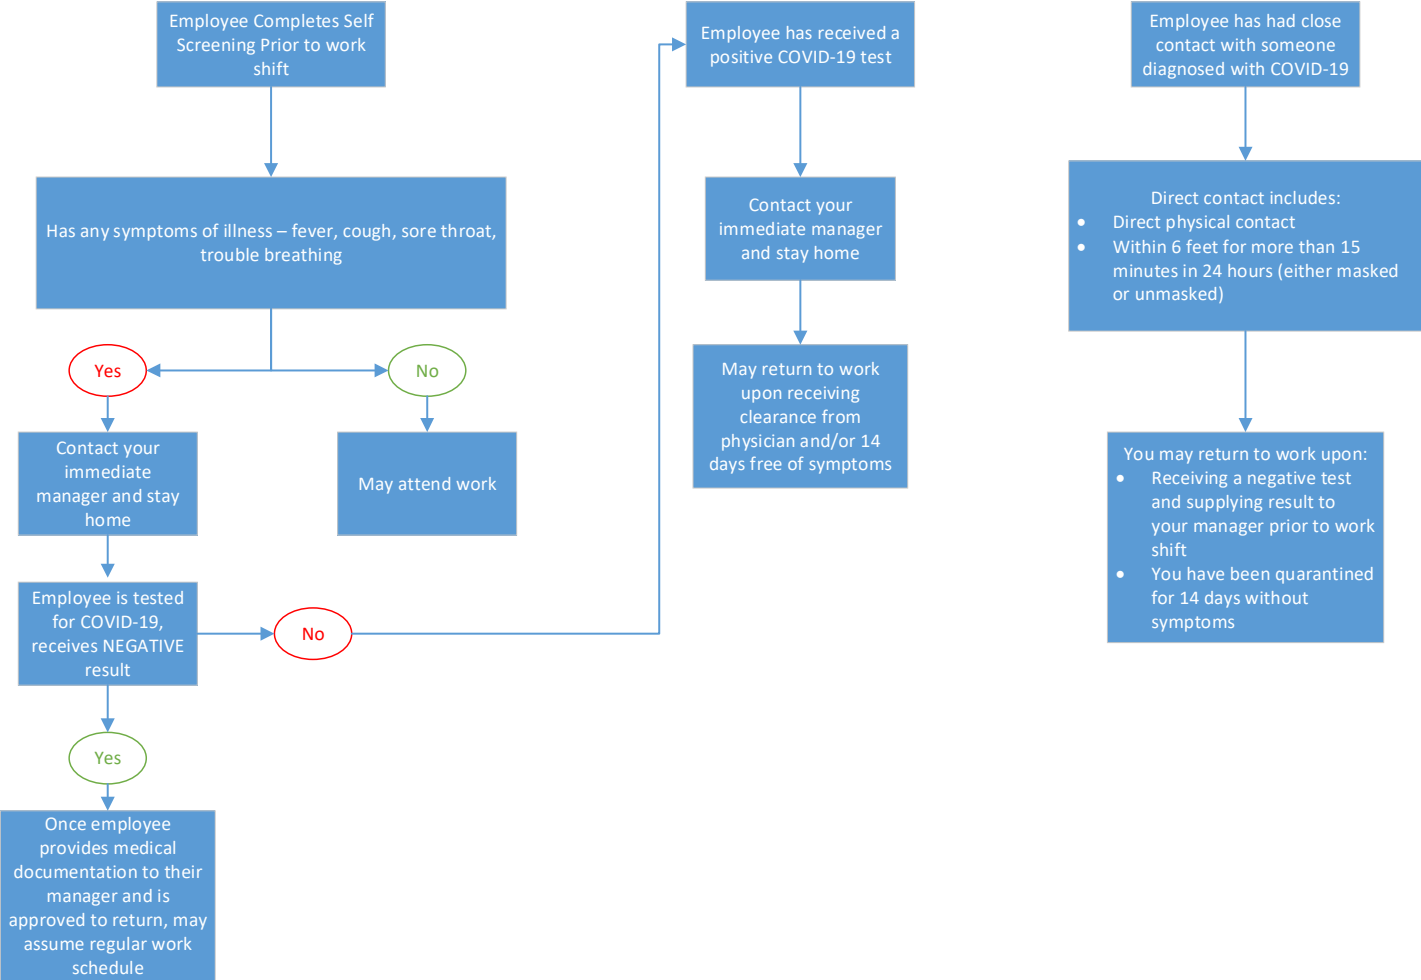 Employee Completes Self
Screening Prior to work
shift
Has any symptoms of illness – fever, cough, sore throat,
trouble breathing
Yes
No
Contact your
immediate
manager and stay
home
May attend work
Employee is tested
for COVID-19,
receives NEGATIVE
result
No
Yes
Once employee
provides medical
documentation to their
manager and is
approved to return, may
assume regular work
schedule
Employee has received a
positive COVID-19 test
Contact your
immediate manager
and stay home
May return to work
upon receiving
clearance from
physician and/or 14
days free of symptoms
Employee has had close
contact with someone
diagnosed with COVID-19
Direct contact includes:
• Direct physical contact
• Within 6 feet for more than 15
minutes in 24 hours (either masked
or unmasked)
You may return to work upon:
• Receiving a negative test
and supplying result to
your manager prior to work
shift
• You have been quarantined
for 14 days without
symptoms